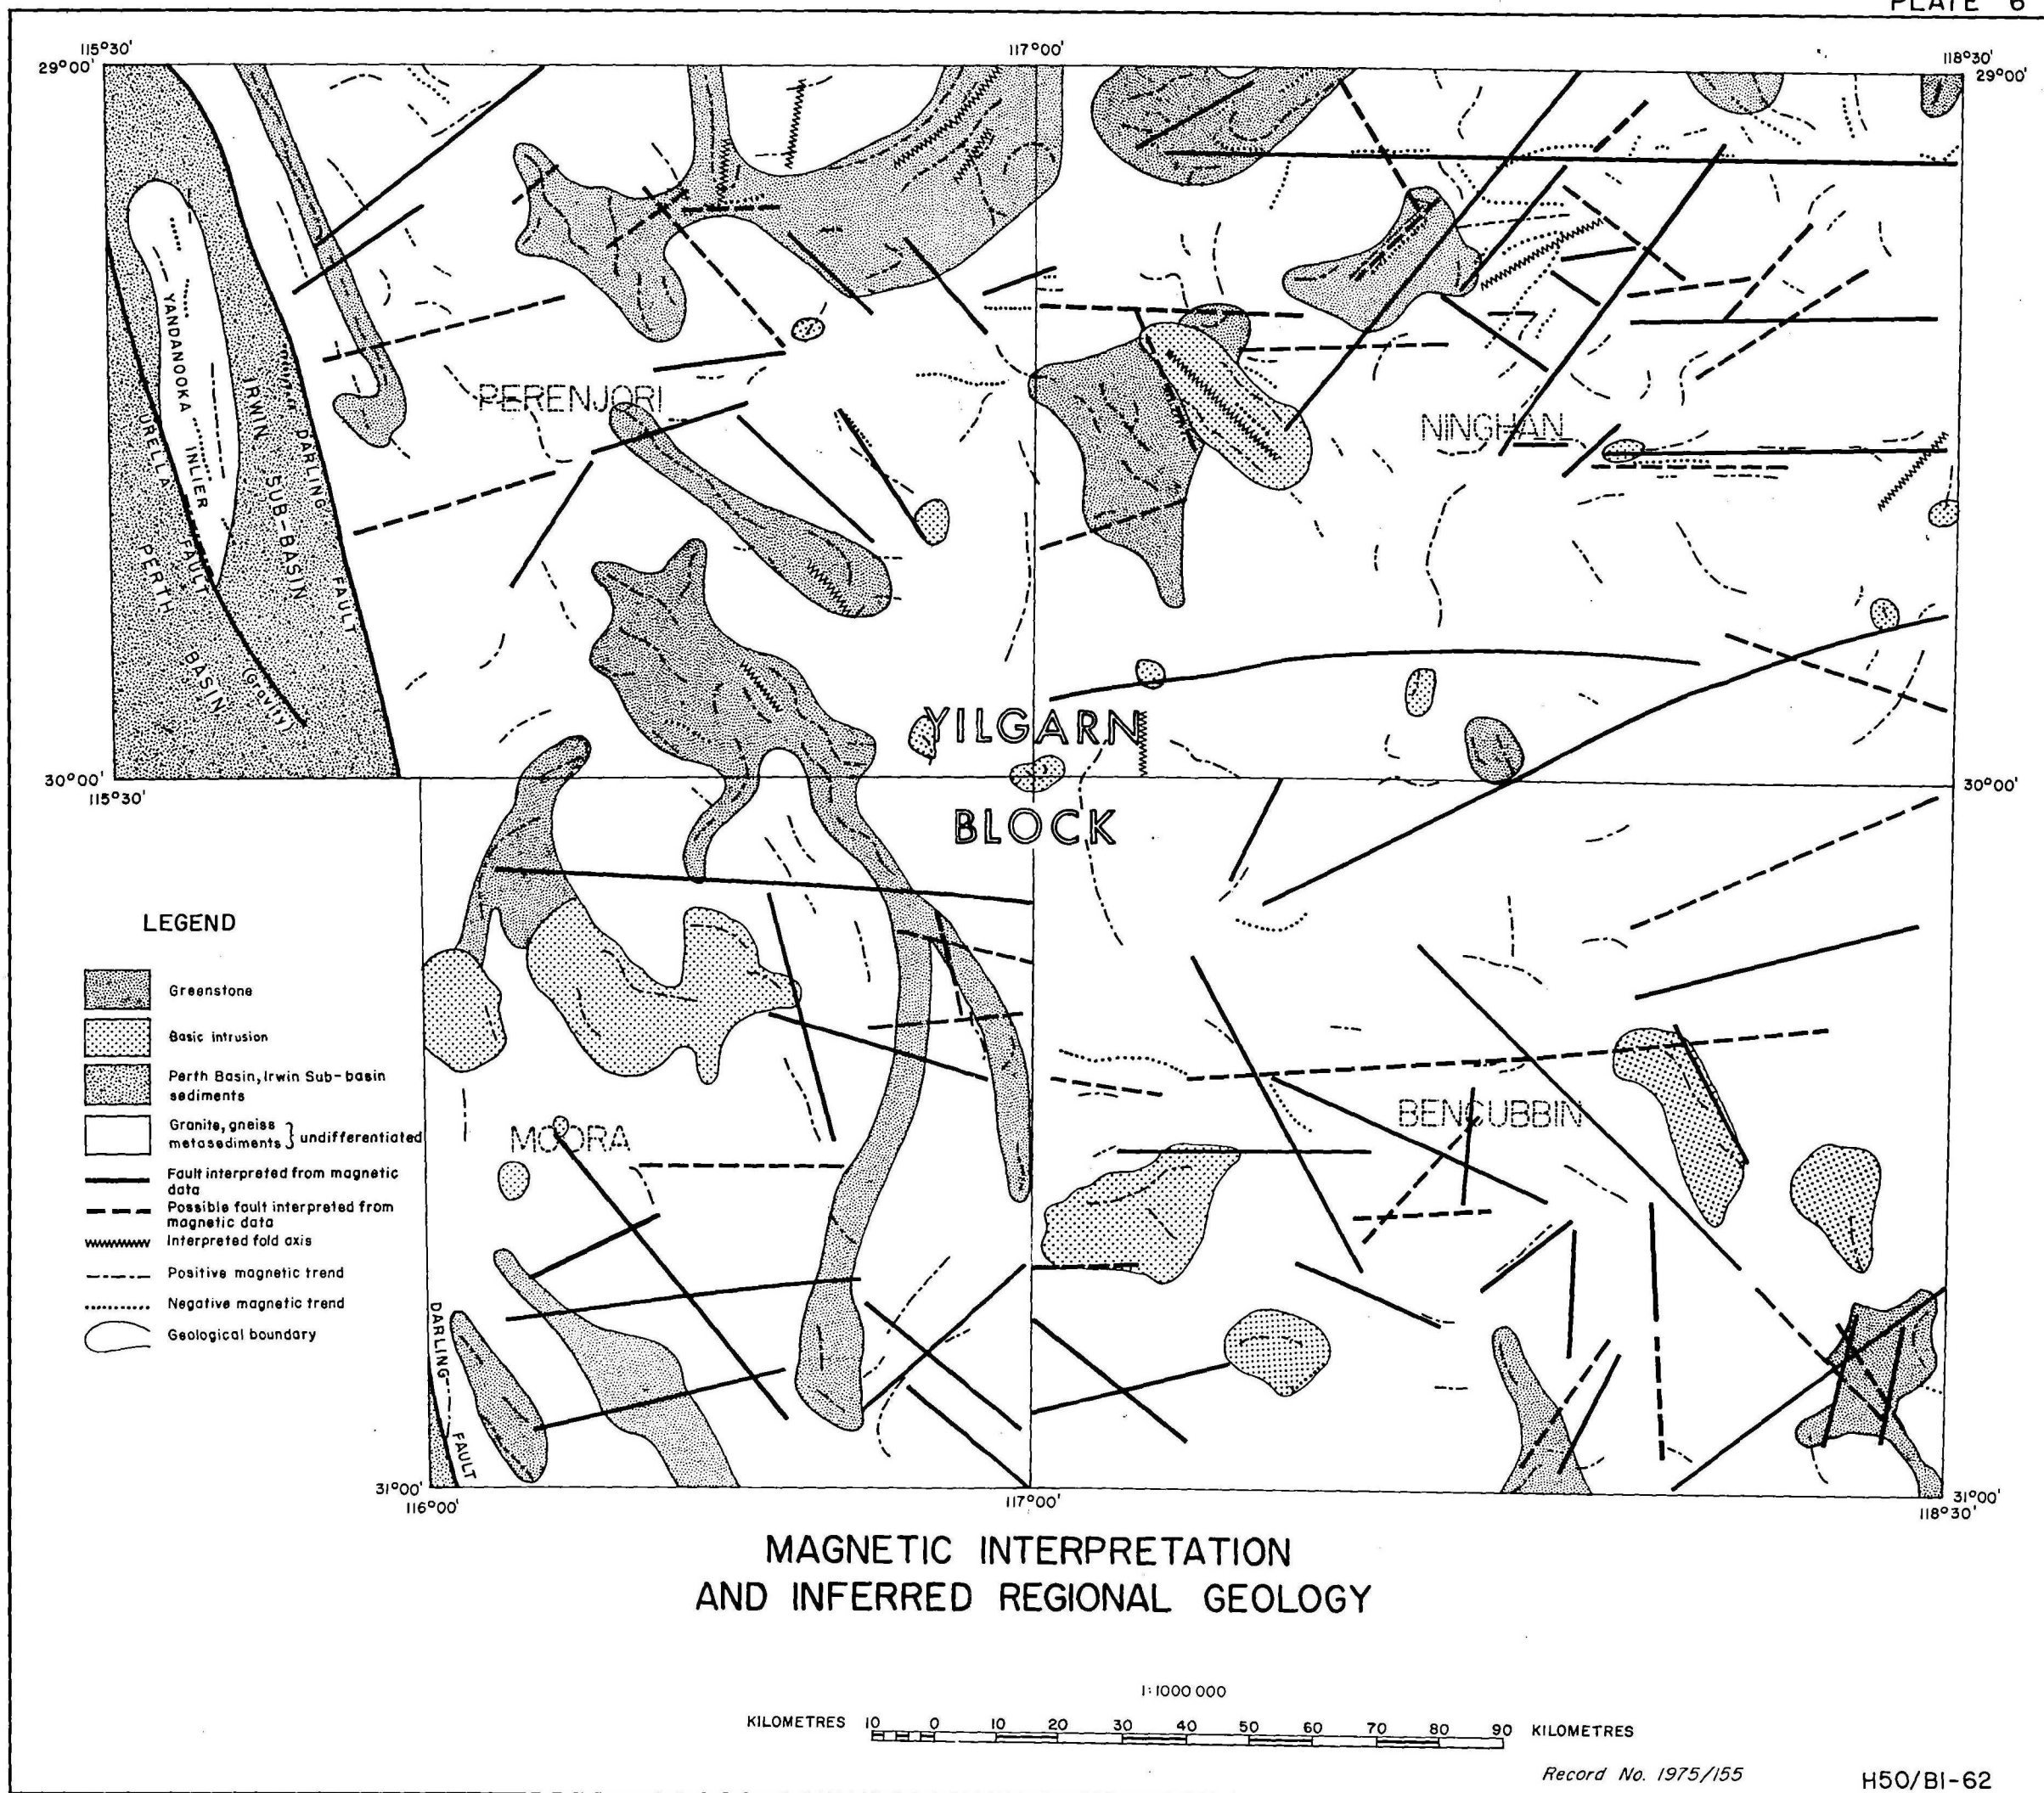 PLATE 6
115°30'
117°00'
118°30'
29°00'
29°00'
PERENJORI
NINGHAN
YANDANOOKA INLIER
IRWIN SUB-BASIN
DARLING FAULT
URELLA FAULT
(Gravity)
PERTH BASIN
YILGARN
BLOCK
30°00'
115°30'
30°00'
LEGEND
Greenstone
Basic intrusion
Perth Basin, Irwin Sub-basin
sediments
Granite, gneiss
metasediments } undifferentiated
Fault interpreted from magnetic
data
Possible fault interpreted from
magnetic data
Interpreted fold axis
Positive magnetic trend
Negative magnetic trend
Geological boundary
MOORA
BENCUBBIN
DARLING FAULT
31°00'
116°00'
117°00'
31°00'
118°30'
MAGNETIC INTERPRETATION
AND INFERRED REGIONAL GEOLOGY
1:1000 000
KILOMETRES 10 0 10 20 30 40 50 60 70 80 90 KILOMETRES
Record No. 1975/155
H50/B1-62